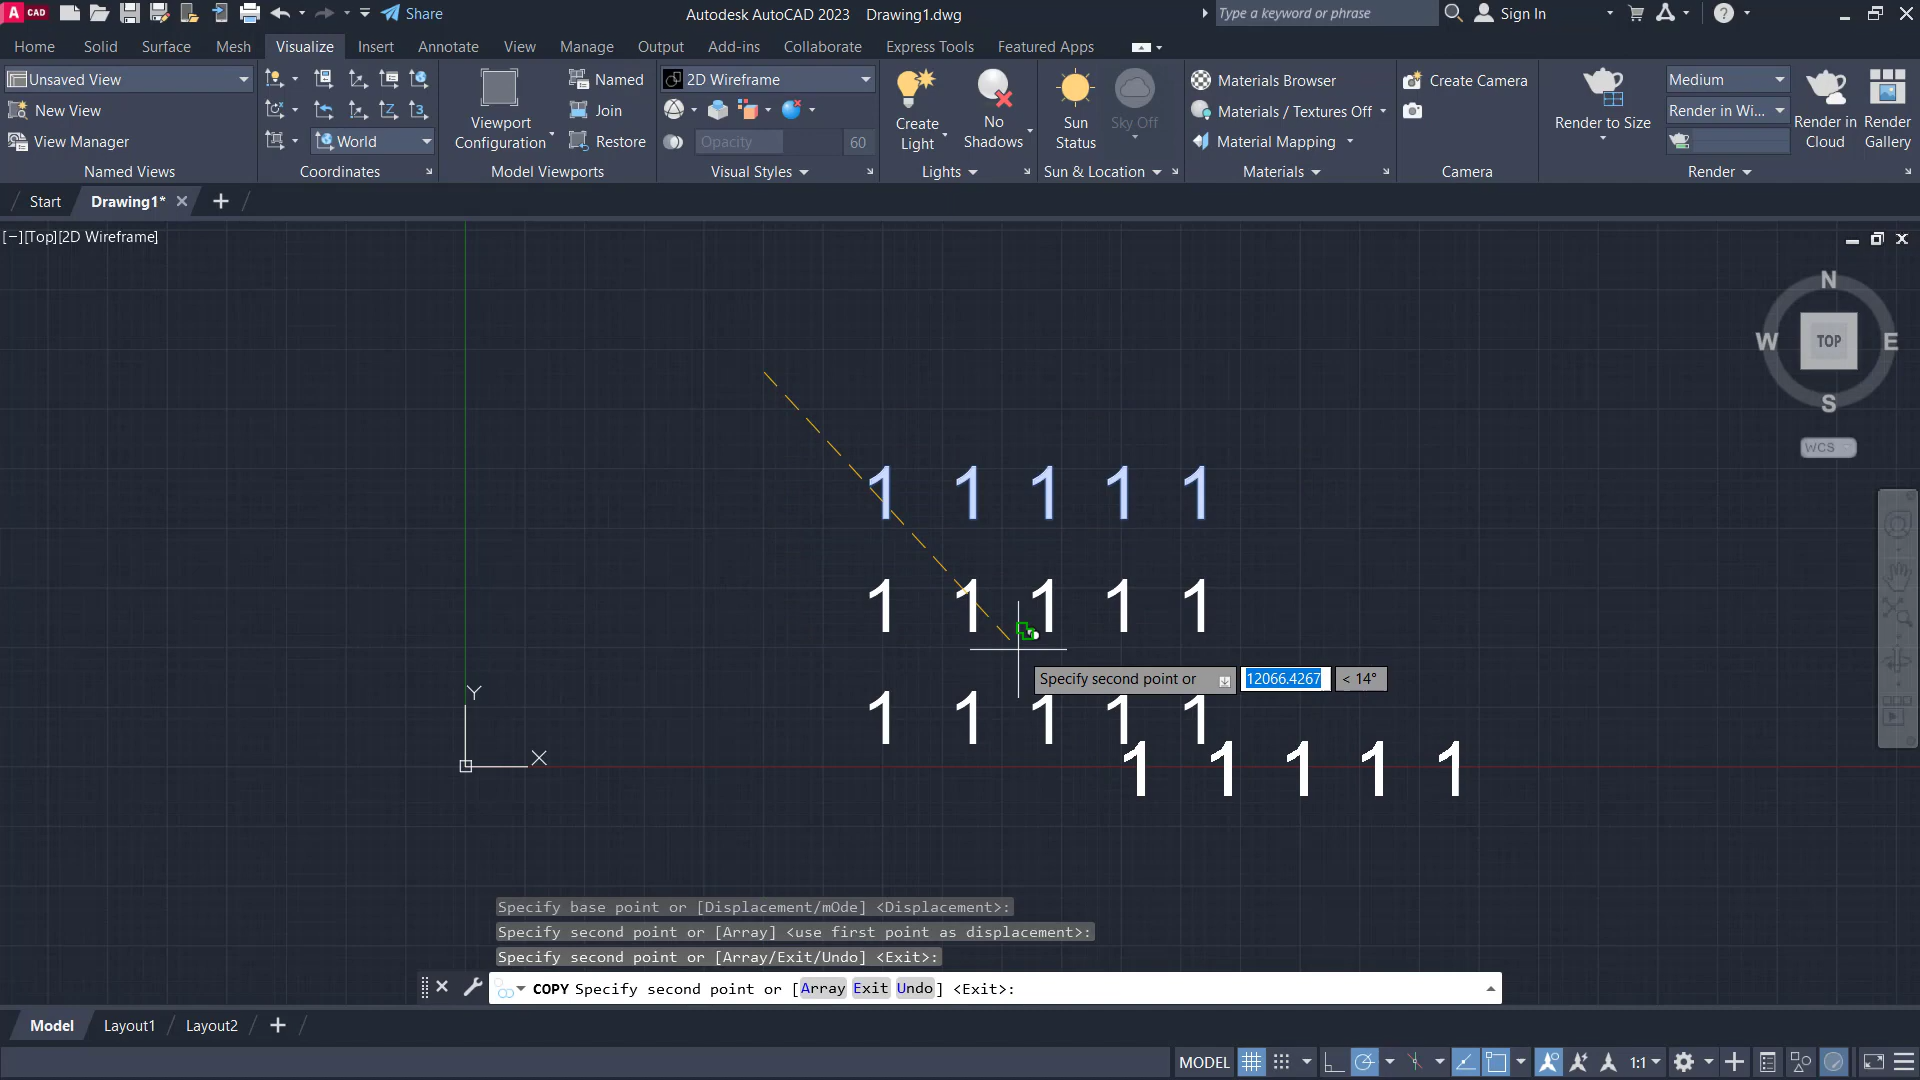 A CAD Share Autodesk AutoCAD 2023 Drawing1.dwg Type a keyword or phrase Sign In
Home Solid Surface Mesh Visualize Insert Annotate View Manage Output Add-ins Collaborate Express Tools Featured Apps
Unsaved View
New View
View Manager
Named Views
World
Coordinates
Viewport
Configuration
Named
Join
Restore
Model Viewports
2D Wireframe
Opacity 60
Visual Styles
Create
Light
No
Shadows
Lights
Sun
Status
Sky Off
Sun & Location
Materials Browser
Materials / Textures Off
Material Mapping
Materials
Create Camera
Camera
Render to Size
Medium
Render in Wi...
Render in
Cloud
Render
Gallery
Render
Start Drawing1*
[−][Top][2D Wireframe]
N
W TOP E
S
WCS
1 1 1 1 1
1 1 1 1 1
Specify second point or 12066.4267 < 14°
1 1 1 1 1
1 1 1 1 1
Y
X
Specify base point or [Displacement/mOde] <Displacement>:
Specify second point or [Array] <use first point as displacement>:
Specify second point or [Array/Exit/Undo] <Exit>:
COPY Specify second point or [Array Exit Undo] <Exit>:
Model Layout1 Layout2
MODEL 1:1